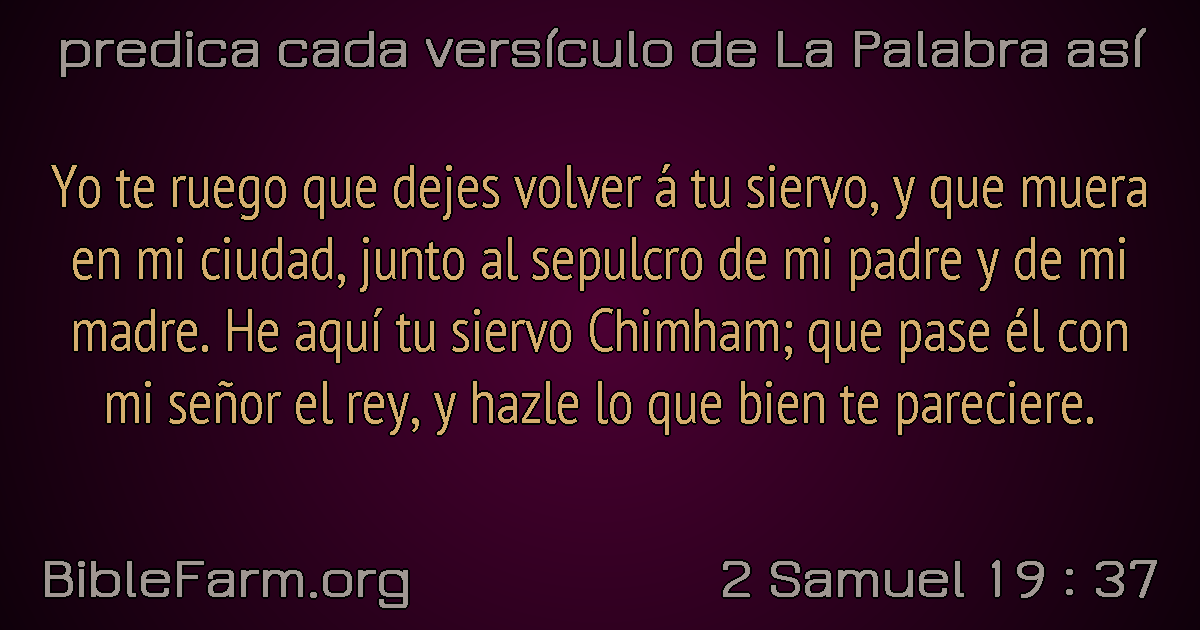 predica cada versículo de La Palabra así
Yo te ruego que dejes volver á tu siervo, y que muera
en mi ciudad, junto al sepulcro de mi padre y de mi
madre. He aquí tu siervo Chimham; que pase él con
mi señor el rey, y hazle lo que bien te pareciere.
BibleFarm.org
2 Samuel 19 : 37